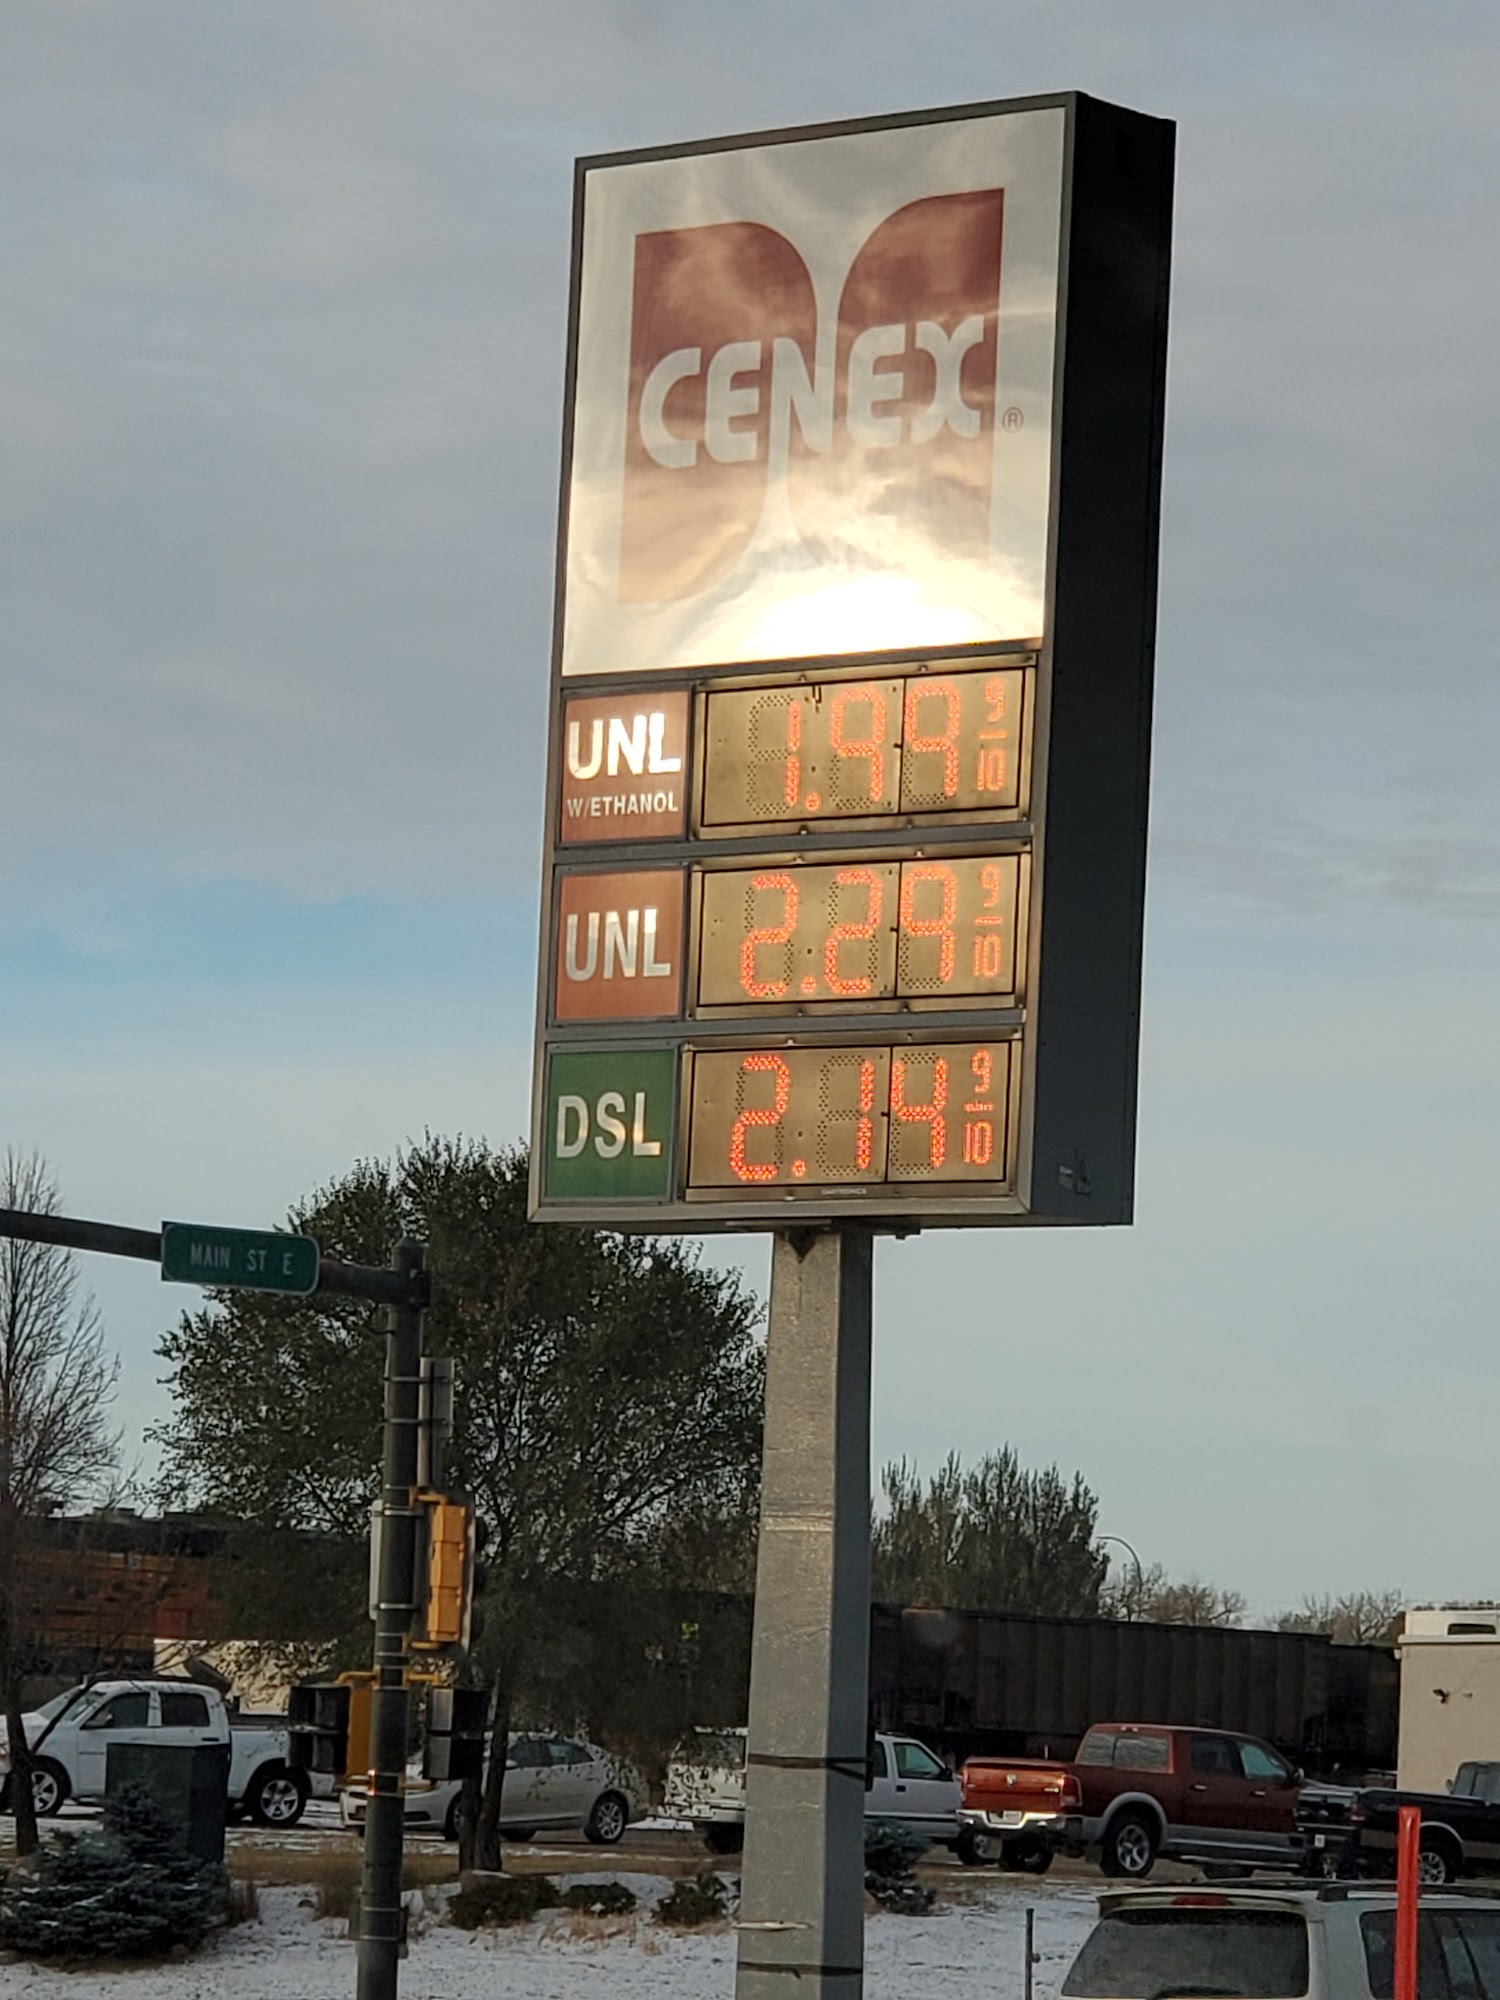 CENEX®
UNL
W/ETHANOL
1.99 9/10
UNL
2.29 9/10
DSL
2.14 9/10
DAKTRONICS
MAIN ST E